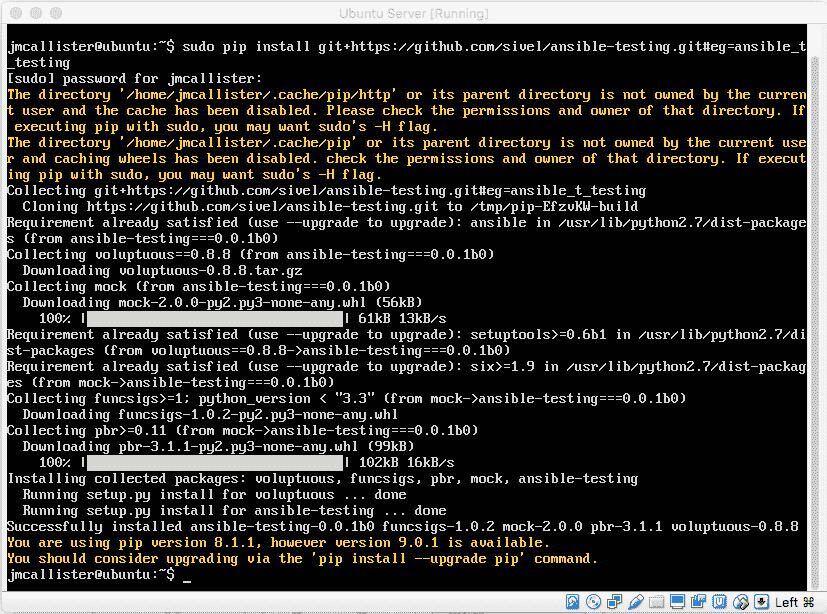 Ubuntu Server [Running]
jmcallister@ubuntu:~$ sudo pip install git+https://github.com/sivel/ansible-testing.git#eg=ansible_t
_testing
[sudo] password for jmcallister:
The directory '/home/jmcallister/.cache/pip/http' or its parent directory is not owned by the curren
t user and the cache has been disabled. Please check the permissions and owner of that directory. If
executing pip with sudo, you may want sudo's -H flag.
The directory '/home/jmcallister/.cache/pip' or its parent directory is not owned by the current use
r and caching wheels has been disabled. check the permissions and owner of that directory. If execut
ing pip with sudo, you may want sudo's -H flag.
Collecting git+https://github.com/sivel/ansible-testing.git#eg=ansible_t_testing
Cloning https://github.com/sivel/ansible-testing.git to /tmp/pip-EfzvKW-build
Requirement already satisfied (use --upgrade to upgrade): ansible in /usr/lib/python2.7/dist-package
s (from ansible-testing===0.0.1b0)
Collecting voluptuous==0.8.8 (from ansible-testing===0.0.1b0)
Downloading voluptuous-0.8.8.tar.gz
Collecting mock (from ansible-testing===0.0.1b0)
Downloading mock-2.0.0-py2.py3-none-any.whl (56kB)
100% | | 61kB 13kB/s
Requirement already satisfied (use --upgrade to upgrade): setuptools>=0.6b1 in /usr/lib/python2.7/di
st-packages (from voluptuous==0.8.8->ansible-testing===0.0.1b0)
Requirement already satisfied (use --upgrade to upgrade): six>=1.9 in /usr/lib/python2.7/dist-packag
es (from mock->ansible-testing===0.0.1b0)
Collecting funcsigs>=1; python_version < "3.3" (from mock->ansible-testing===0.0.1b0)
Downloading funcsigs-1.0.2-py2.py3-none-any.whl
Collecting pbr>=0.11 (from mock->ansible-testing===0.0.1b0)
Downloading pbr-3.1.1-py2.py3-none-any.whl (99kB)
100% | | 102kB 16kB/s
Installing collected packages: voluptuous, funcsigs, pbr, mock, ansible-testing
Running setup.py install for voluptuous ... done
Running setup.py install for ansible-testing ... done
Successfully installed ansible-testing-0.0.1b0 funcsigs-1.0.2 mock-2.0.0 pbr-3.1.1 voluptuous-0.8.8
You are using pip version 8.1.1, however version 9.0.1 is available.
You should consider upgrading via the 'pip install --upgrade pip' command.
jmcallister@ubuntu:~$ _
Left ⌘